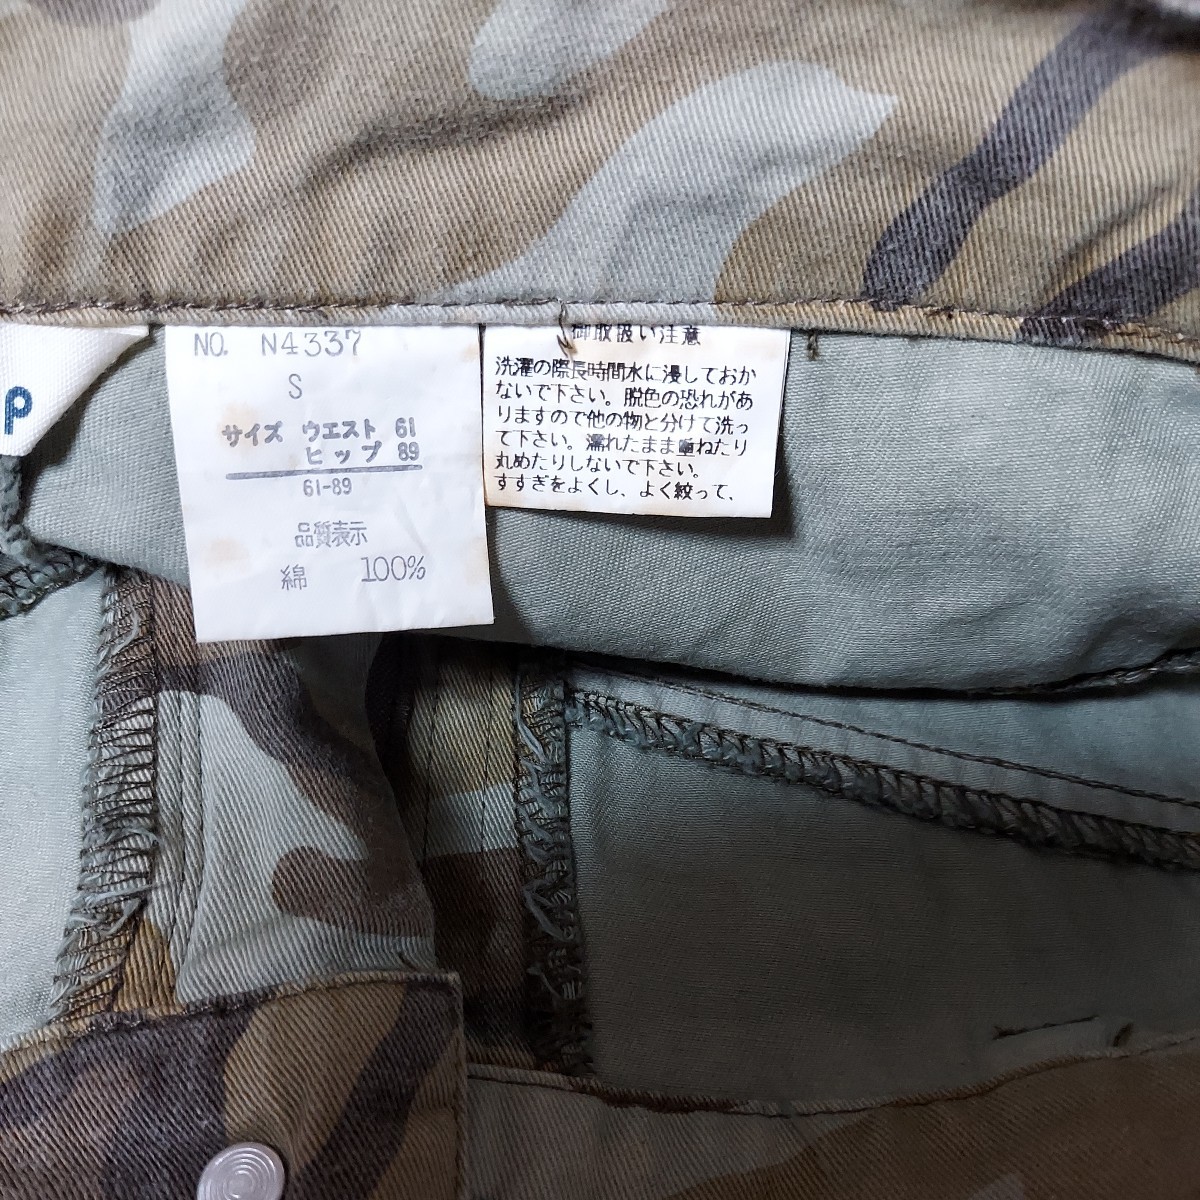 P
NO. N4337
S
サイズ ウエスト 61
ヒップ 89
61-89
品質表示
綿 100%
御取扱い注意
洗濯の際長時間水に浸しておか
ないで下さい。脱色の恐れがあ
りますので他の物と分けて洗っ
て下さい。濡れたまま重ねたり
丸めたりしないで下さい。
すすぎをよくし、よく絞って、